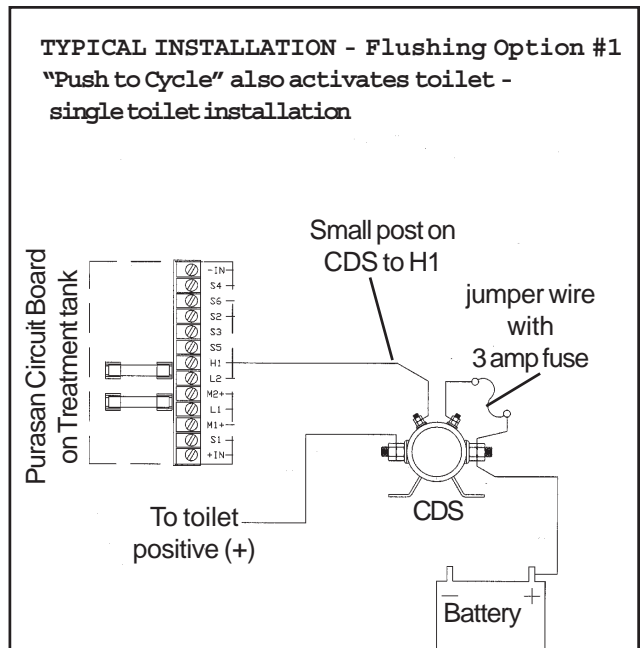 TYPICAL INSTALLATION - Flushing Option #1
"Push to Cycle" also activates toilet -
single toilet installation
Small post on
CDS to H1
jumper wire
with
3 amp fuse
Purasan Circuit Board
on Treatment tank
-IN
S4
S6
S2
S3
S5
H1
L2
M2+
L1
M1+
S1
+IN
CDS
To toilet
positive (+)
- +
Battery